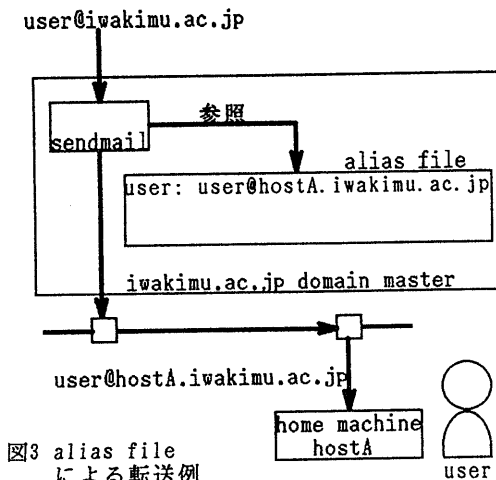 user@iwakimu.ac.jp
参照
sendmail
alias file
user: user@hostA.iwakimu.ac.jp
iwakimu.ac.jp domain master
user@hostA.iwakimu.ac.jp
home machine
hostA
user
図3 alias file
による転送例